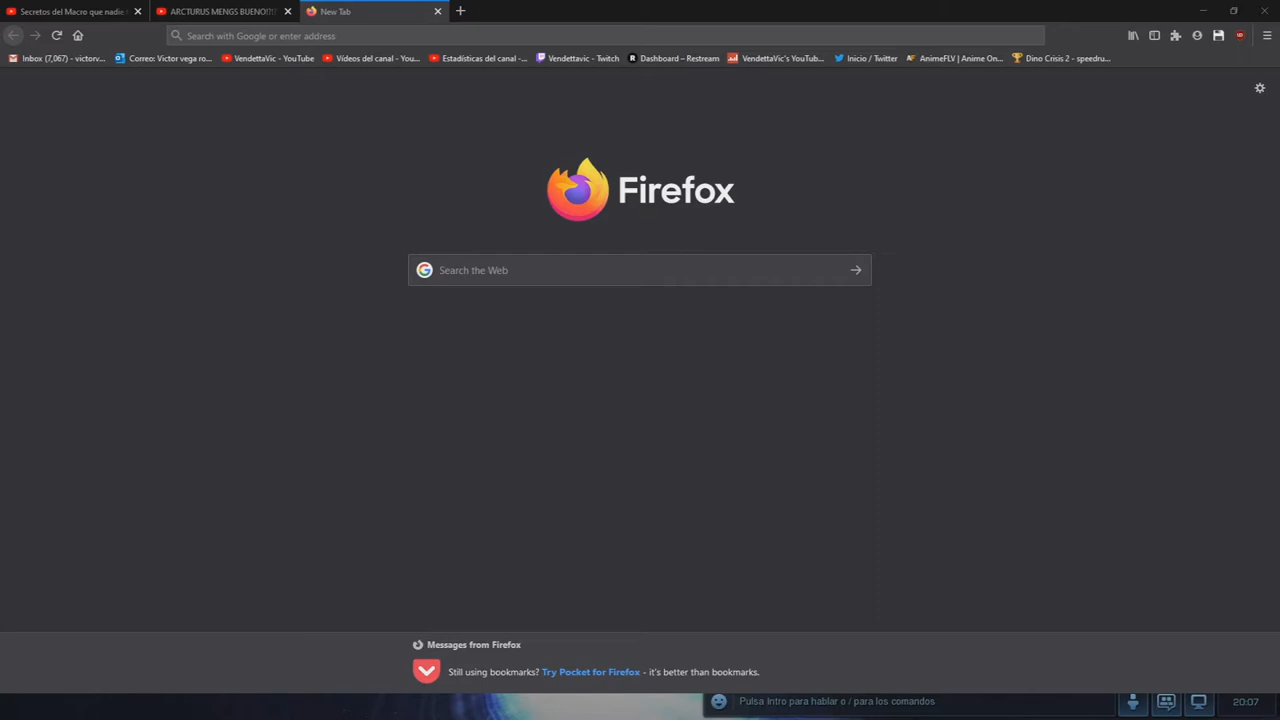 Secretos del Macro que nadie
ARCTURUS MENGS BUENO!!!
New Tab
Search with Google or enter address
Inbox (7,067) - victorv...
Correo: Victor vega ro...
VendettaVic - YouTube
Vídeos del canal - You...
Estadísticas del canal -...
Vendettavic - Twitch
Dashboard – Restream
VendettaVic's YouTub...
Inicio / Twitter
AnimeFLV | Anime On...
Dino Crisis 2 - speedru...
Firefox
Search the Web
Messages from Firefox
Still using bookmarks? Try Pocket for Firefox - it's better than bookmarks.
Pulsa Intro para hablar o / para los comandos
20:07